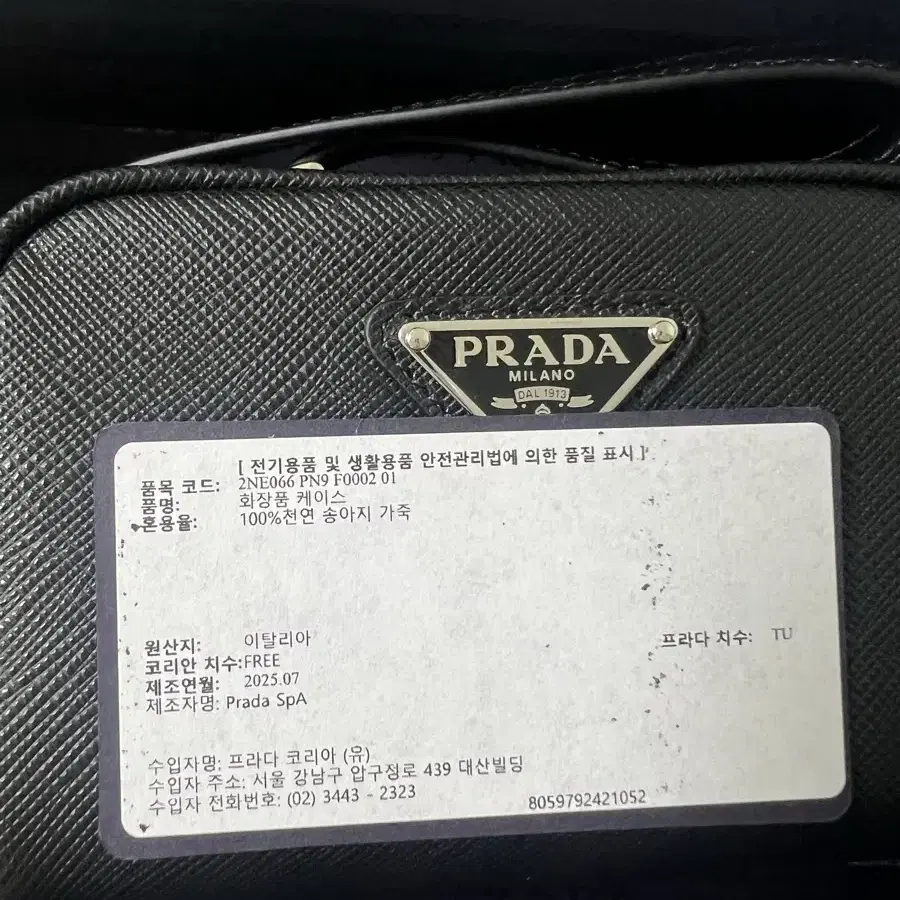 PRADA
MILANO
DAL 1913
[ 전기용품 및 생활용품 안전관리법에 의한 품질 표시 ]
품목 코드: 2NE066 PN9 F0002 01
품명: 화장품 케이스
혼용율: 100%천연 송아지 가죽
원산지: 이탈리아 프라다 치수: TU
코리안 치수:FREE
제조연월: 2025.07
제조자명: Prada SpA
수입자명: 프라다 코리아 (유)
수입자 주소: 서울 강남구 압구정로 439 대산빌딩
수입자 전화번호: (02) 3443 - 2323
8059792421052